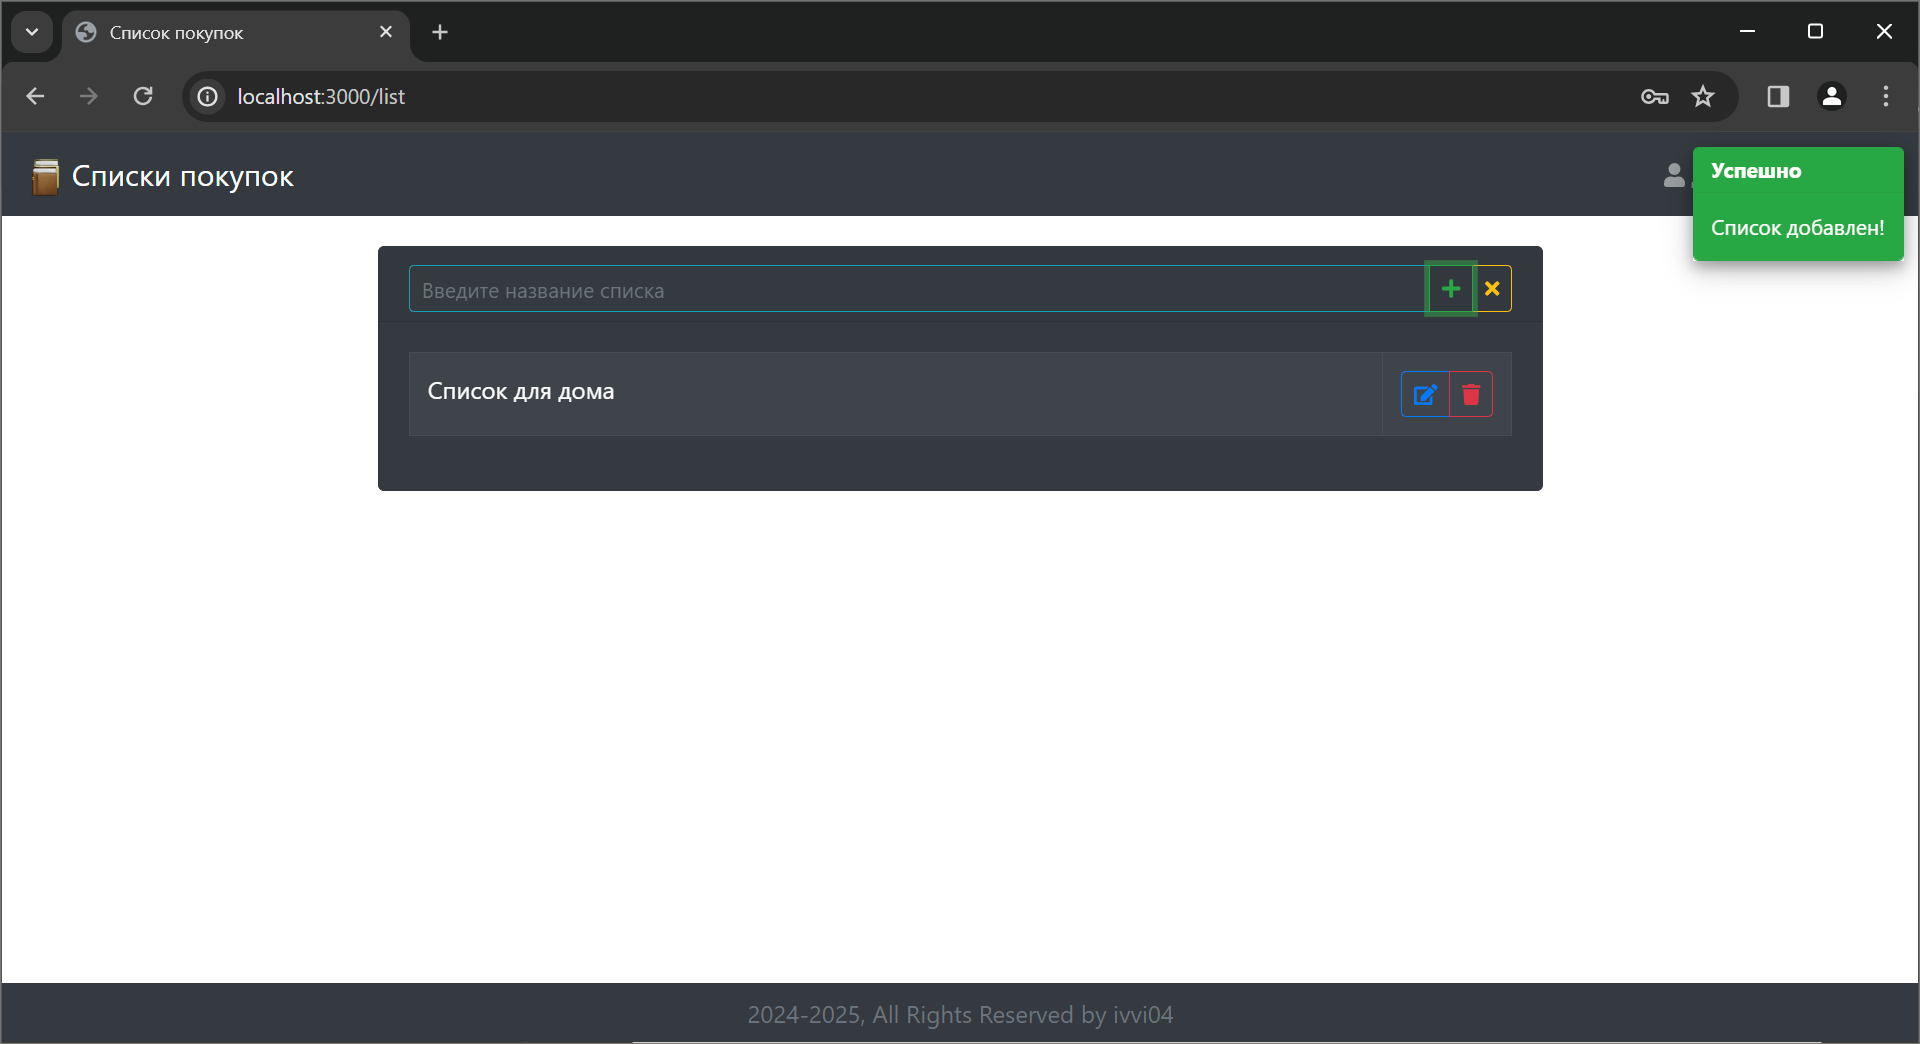 Список покупок
localhost:3000/list
Списки покупок
Успешно
Список добавлен!
Введите название списка
Список для дома
2024-2025, All Rights Reserved by ivvi04